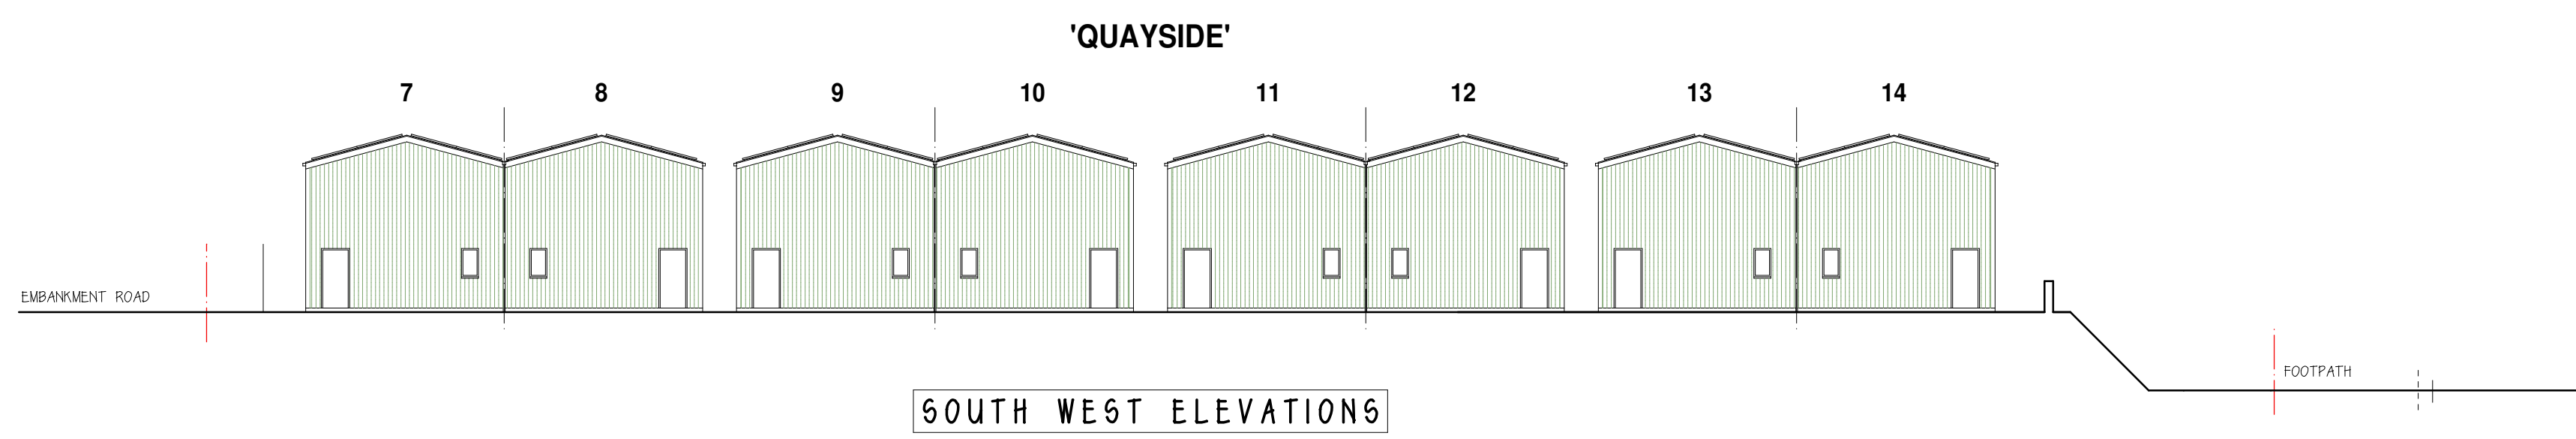 'QUAYSIDE'
7 8 9 10 11 12 13 14
EMBANKMENT ROAD
FOOTPATH
SOUTH WEST ELEVATIONS